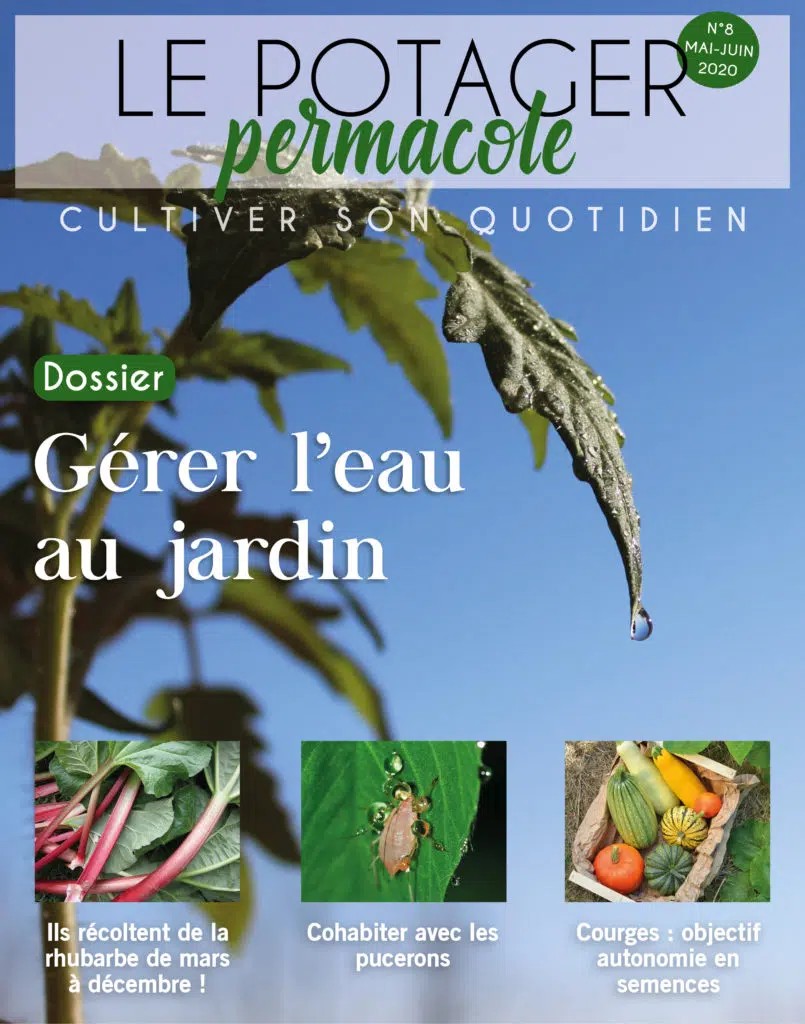 N°8
MAI-JUIN
2020
LE POTAGER
permacole
CULTIVER SON QUOTIDIEN
Dossier
Gérer l'eau
au jardin
Ils récoltent de la
rhubarbe de mars
à décembre !
Cohabiter avec les
pucerons
Courges : objectif
autonomie en
semences